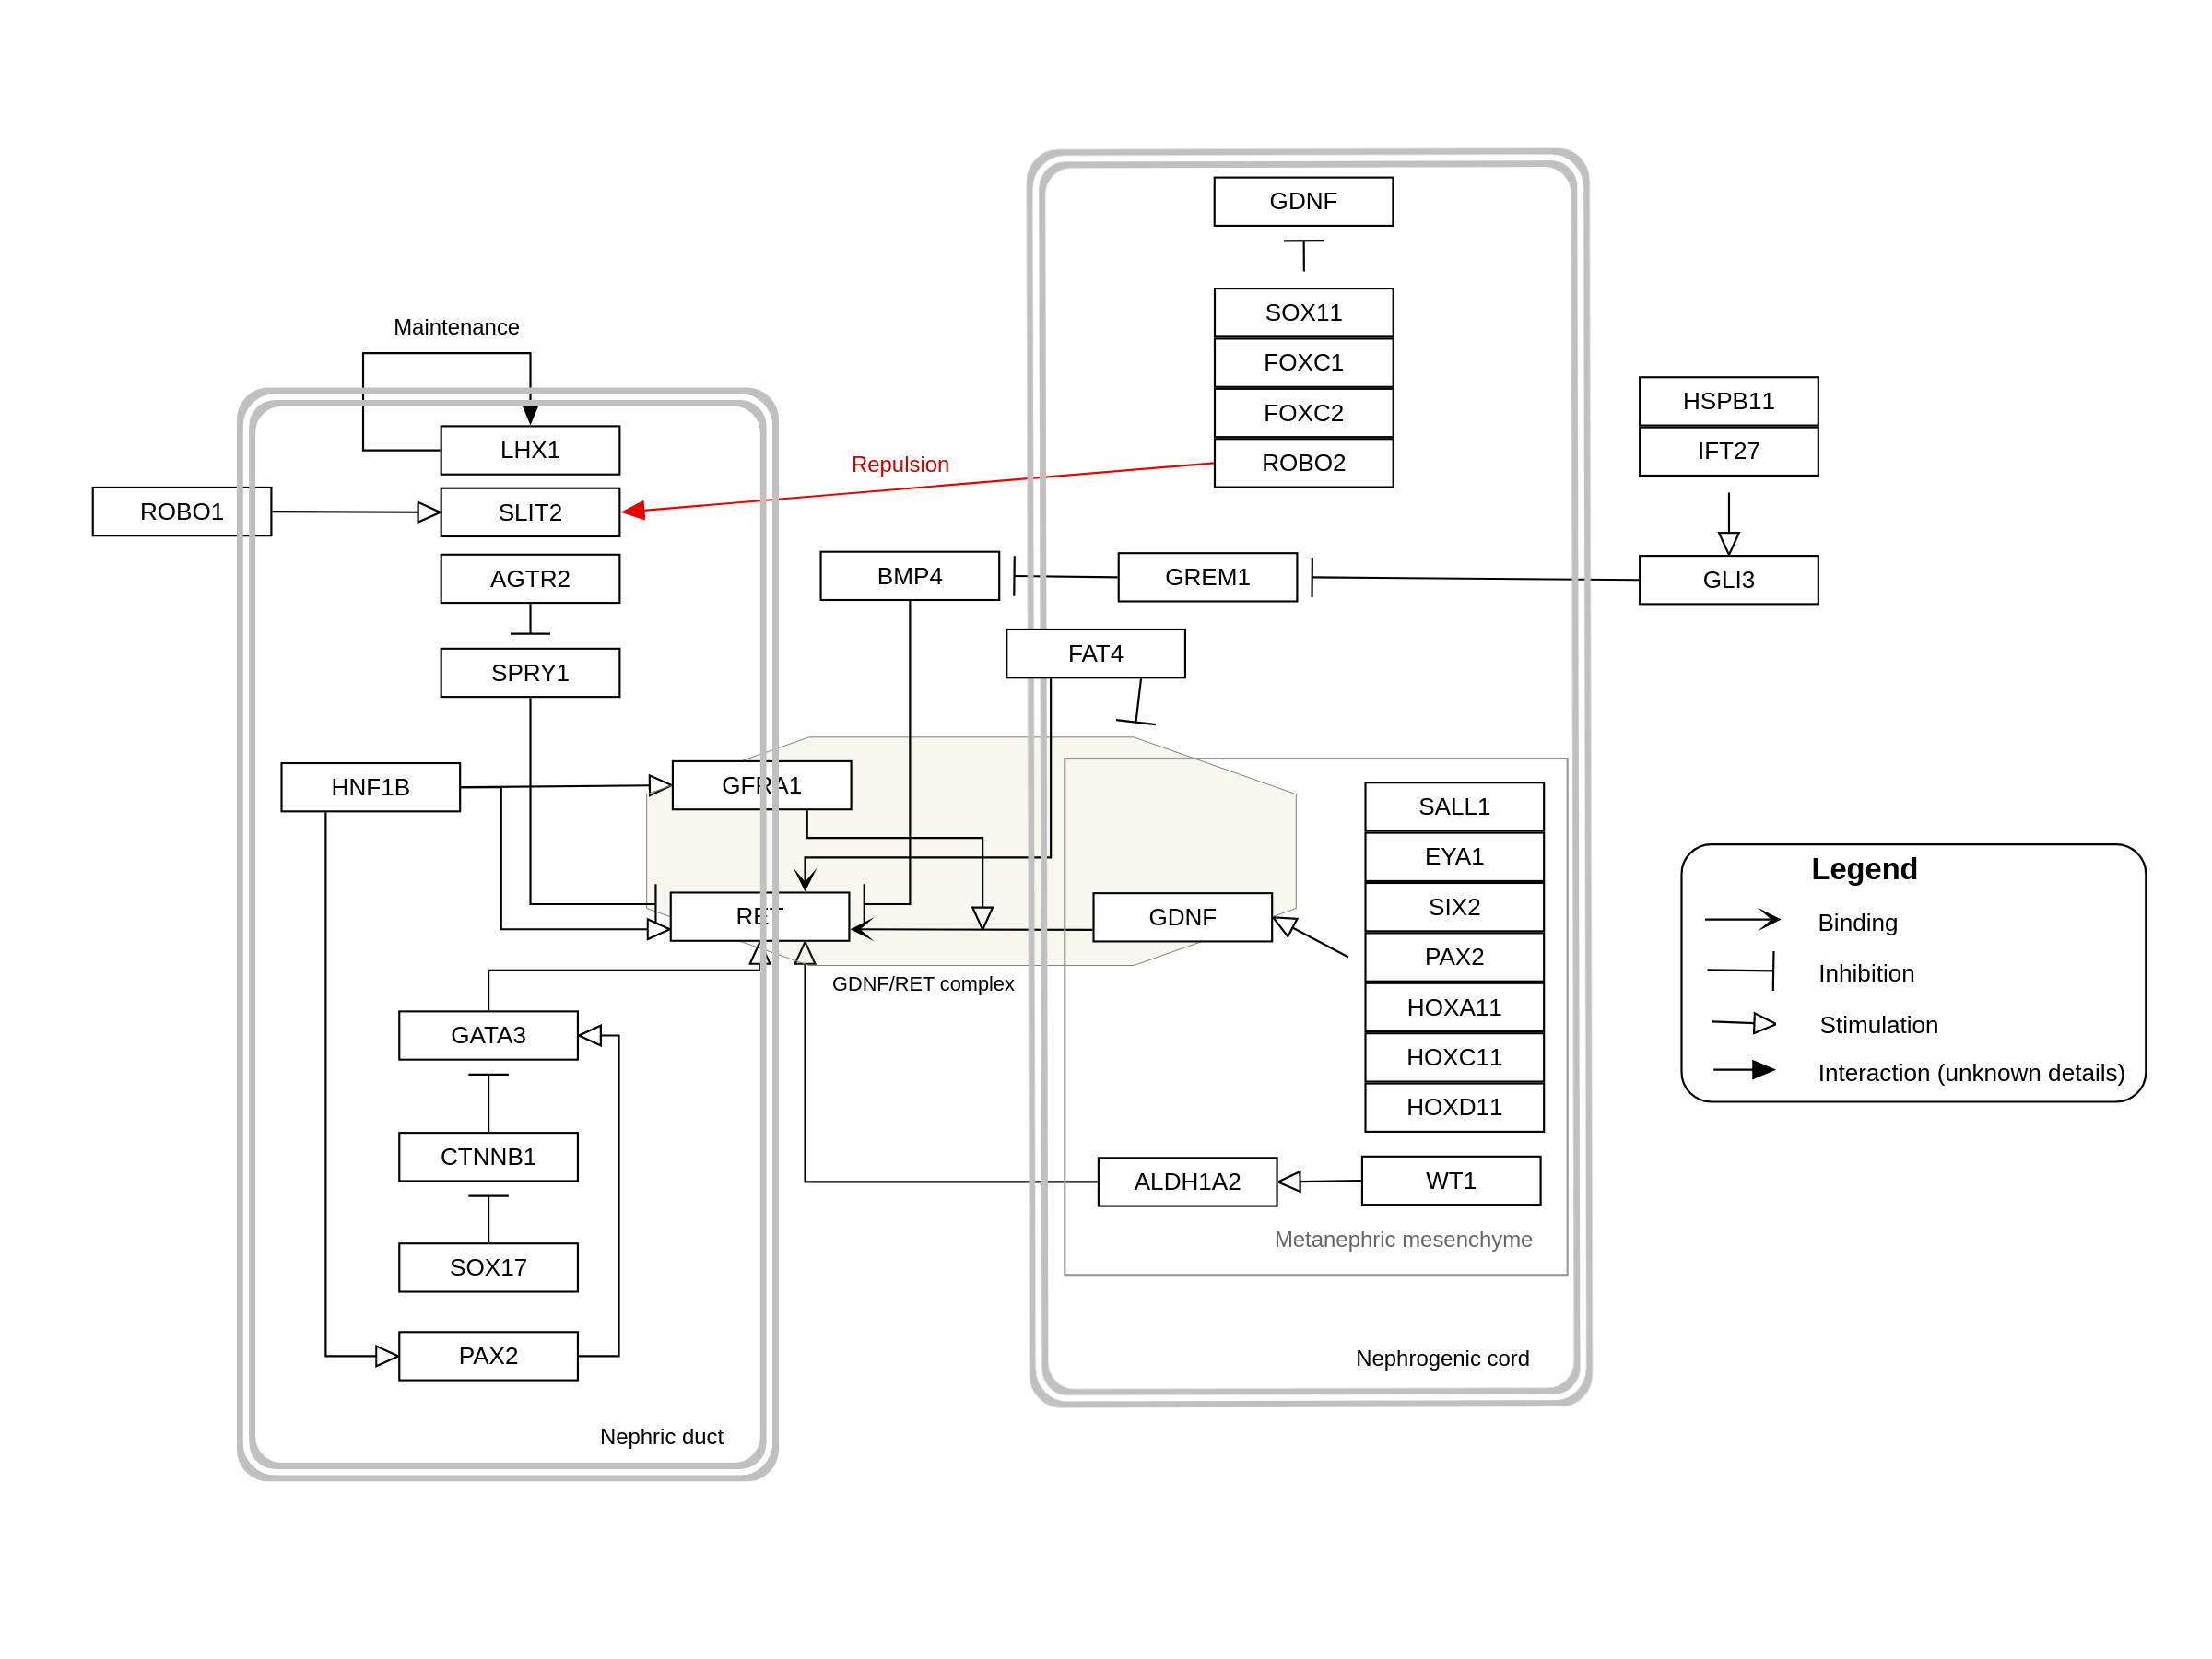 GDNF
SOX11
FOXC1
FOXC2
ROBO2
Maintenance
LHX1
ROBO1
SLIT2
Repulsion
AGTR2
SPRY1
BMP4
GREM1
HSPB11
IFT27
GLI3
FAT4
HNF1B
GFRA1
RET
GDNF
GDNF/RET complex
SALL1
EYA1
SIX2
PAX2
HOXA11
HOXC11
HOXD11
ALDH1A2
WT1
Metanephric mesenchyme
Nephrogenic cord
GATA3
CTNNB1
SOX17
PAX2
Nephric duct
Legend
Binding
Inhibition
Stimulation
Interaction (unknown details)